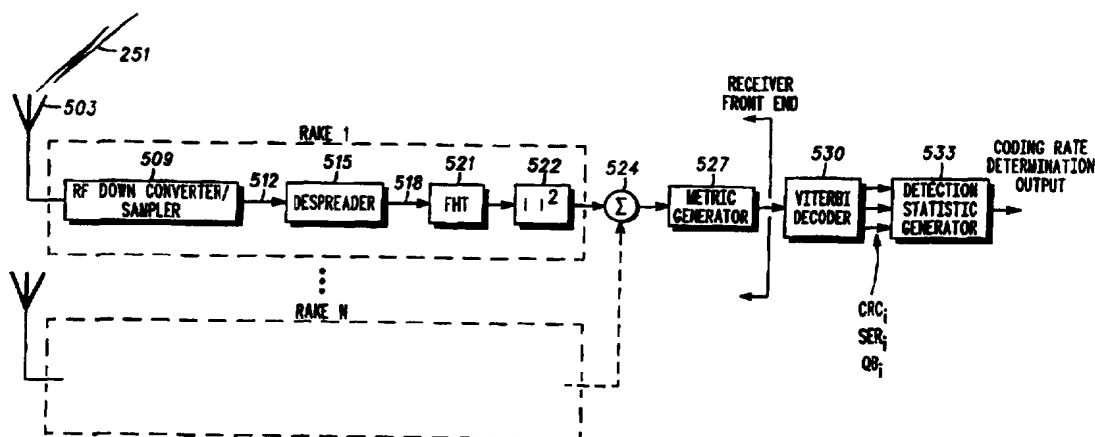 251
503
RAKE 1
509
RF DOWN CONVERTER/
SAMPLER
512
515
DESPREADER
518
521
FHT
522
| |2
524
Σ
527
METRIC
GENERATOR
RECEIVER
FRONT END
530
VITERBI
DECODER
533
DETECTION
STATISTIC
GENERATOR
CODING RATE
DETERMINATION
OUTPUT
CRCi
SERi
QBi
RAKE N